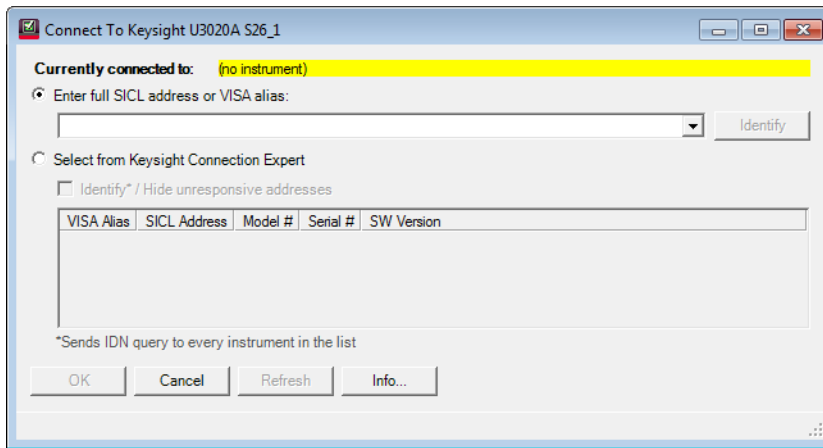 Connect To Keysight U3020A S26_1
Currently connected to: (no instrument)
Enter full SICL address or VISA alias:
Identify
Select from Keysight Connection Expert
Identify* / Hide unresponsive addresses
VISA Alias SICL Address Model # Serial # SW Version
*Sends IDN query to every instrument in the list
OK Cancel Refresh Info...